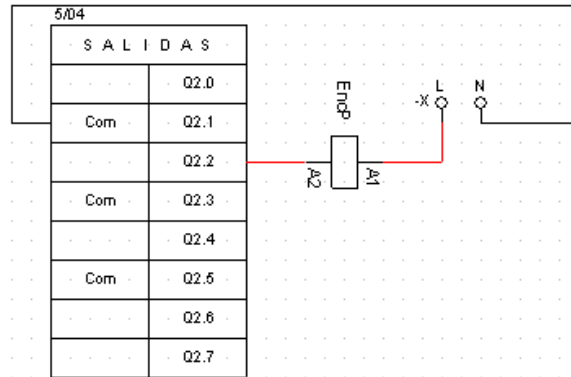 5/04
S A L I D A S
Q2.0
Com Q2.1
Q2.2
Com Q2.3
Q2.4
Com Q2.5
Q2.6
Q2.7
EncP
A2
A1
-X
L
N